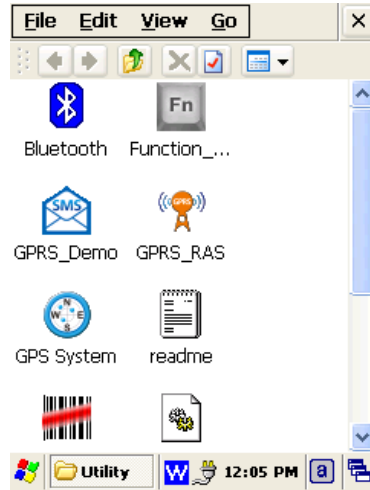 File Edit View Go
Bluetooth Function_...
Fn
SMS
GPRS_Demo GPRS_RAS
GPRS
N
W E
S
GPS System readme
Utility W 12:05 PM a